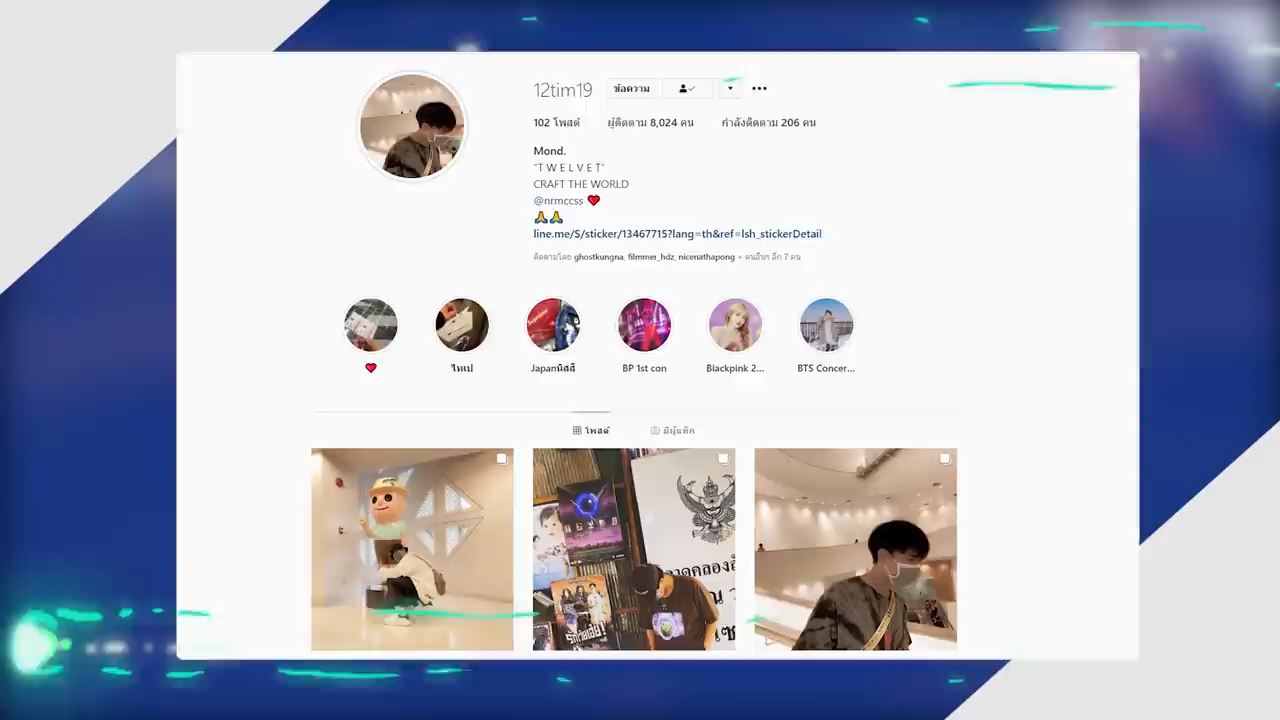 12tim19 ข้อความ
102 โพสต์ ผู้ติดตาม 8,024 คน กำลังติดตาม 206 คน
Mond.
"T W E L V E T"
CRAFT THE WORLD
@nrmccss ❤️
🙏🙏
line.me/S/sticker/13467715?lang=th&ref=lsh_stickerDetail
ติดตามโดย ghostkungna, filmmer_hdz, nicenathapong + คนอื่นๆ อีก 7 คน
❤️ ไทเป Japanนิสสึ BP 1st con Blackpink 2... BTS Concer...
โพสต์ มีผู้แท็ก